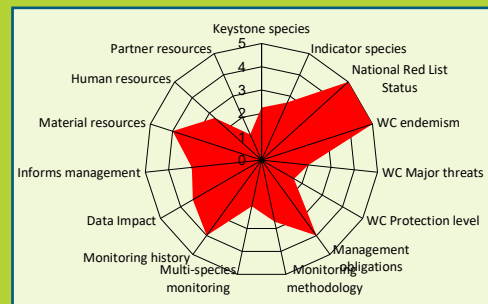 Keystone species
Indicator species
National Red List
Status
WC endemism
WC Major threats
WC Protection level
Management
obligations
Monitoring
methodology
Multi-species
monitoring
Monitoring history
Data Impact
Informs management
Material resources
Human resources
Partner resources
5
4
3
2
1
0